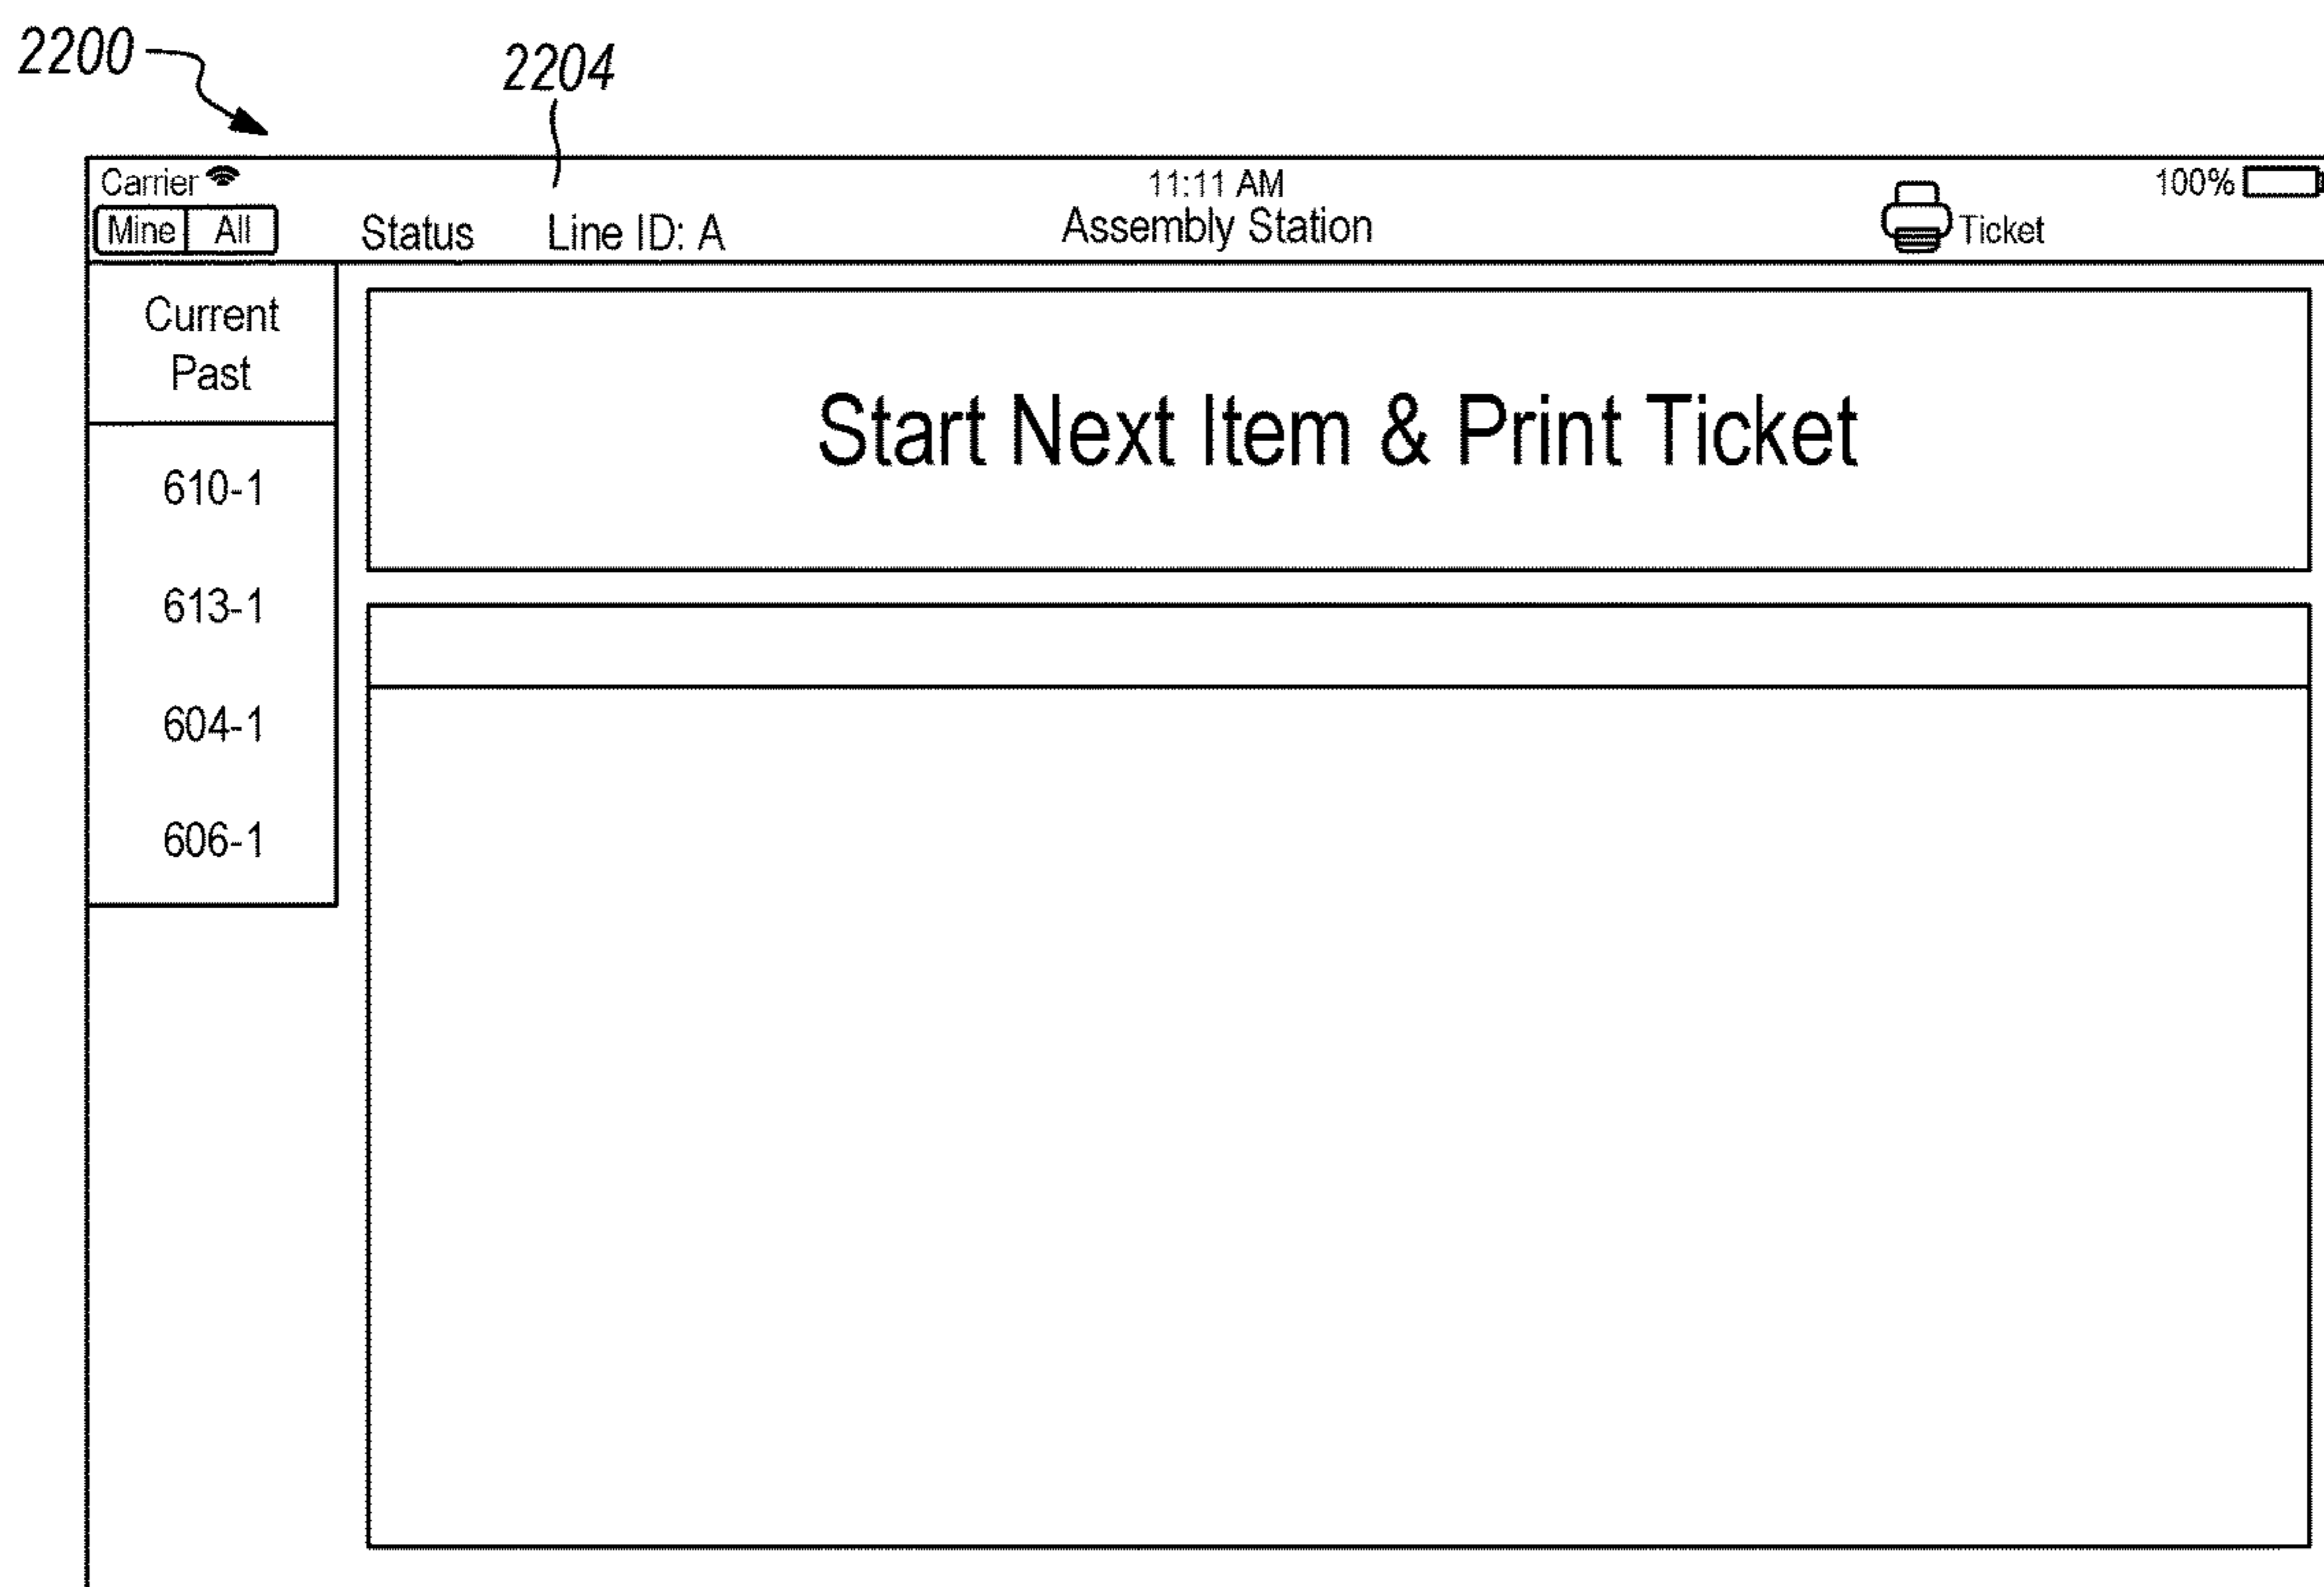 2200
2204
Carrier 11:11 AM 100%
Mine All Status Line ID: A Assembly Station Ticket
Current
Past
Start Next Item & Print Ticket
610-1
613-1
604-1
606-1